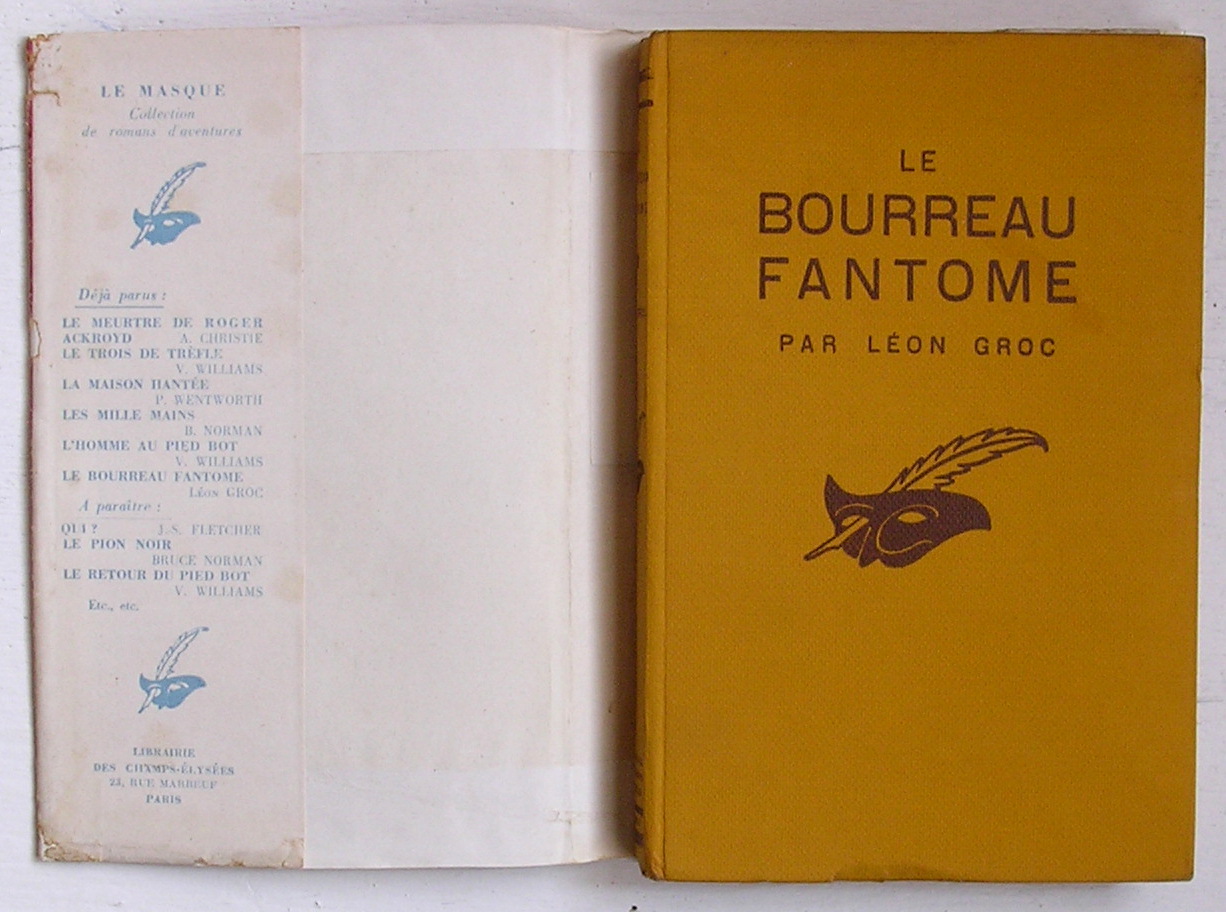 LE MASQUE
Collection
de romans d'aventures
Déjà parus :
LE MEURTRE DE ROGER
ACKROYD A. CHRISTIE
LE TROIS DE TRÈFLE
V. WILLIAMS
LA MAISON HANTÉE
P. WENTWORTH
LES MILLE MAINS
B. NORMAN
L'HOMME AU PIED BOT
V. WILLIAMS
LE BOURREAU FANTOME
LÉON GROC
A paraître :
QUI ? J.-S. FLETCHER
LE PION NOIR
BRUCE NORMAN
LE RETOUR DU PIED BOT
V. WILLIAMS
Etc., etc.
LIBRAIRIE
DES CHAMPS-ÉLYSÉES
23, RUE MARBEUF
PARIS
LE
BOURREAU
FANTOME
PAR LÉON GROC